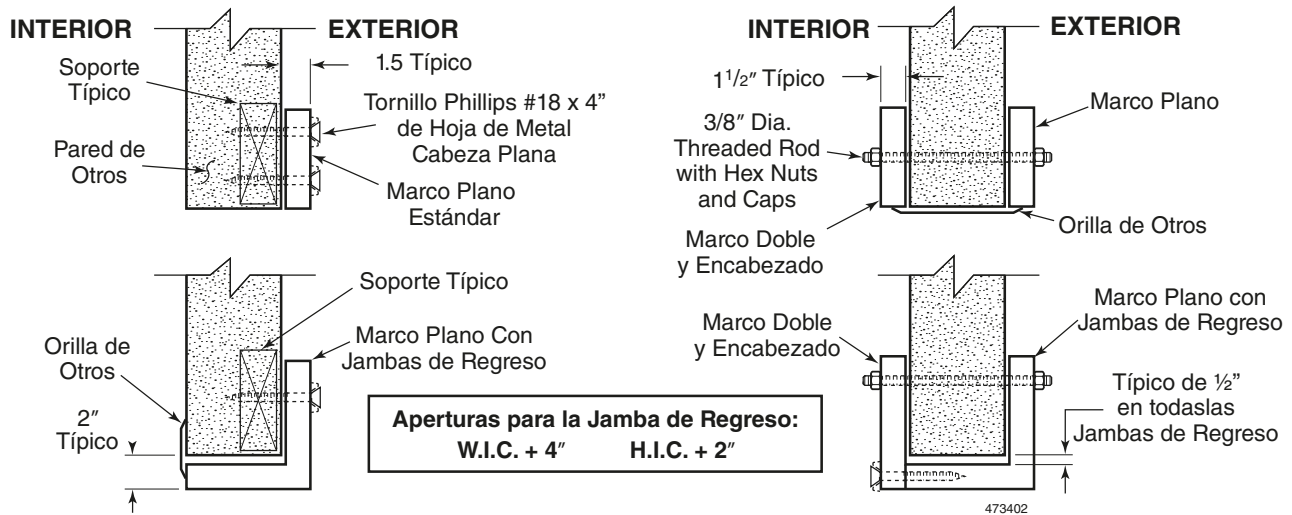 INTERIOR
EXTERIOR
Soporte
Típico
1.5 Típico
Tornillo Phillips #18 x 4”
de Hoja de Metal
Cabeza Plana
Pared de
Otros
Marco Plano
Estándar
INTERIOR
EXTERIOR
1 1/2″ Típico
Marco Plano
3/8″ Dia.
Threaded Rod
with Hex Nuts
and Caps
Orilla de Otros
Marco Doble
y Encabezado
Soporte Típico
Marco Plano Con
Jambas de Regreso
Orilla de
Otros
2″
Típico
Aperturas para la Jamba de Regreso:
W.I.C. + 4″ H.I.C. + 2″
Marco Doble
y Encabezado
Marco Plano con
Jambas de Regreso
Típico de ½”
en todaslas
Jambas de Regreso
473402